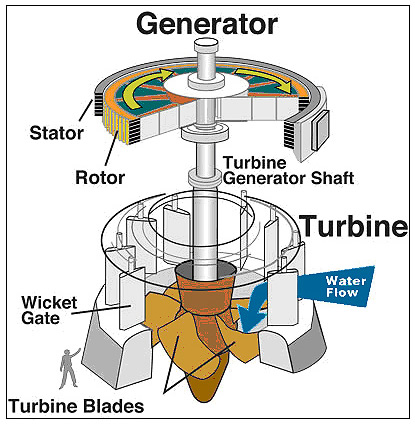 Generator
Stator
Rotor
Turbine
Generator Shaft
Turbine
Water
Flow
Wicket
Gate
Turbine Blades